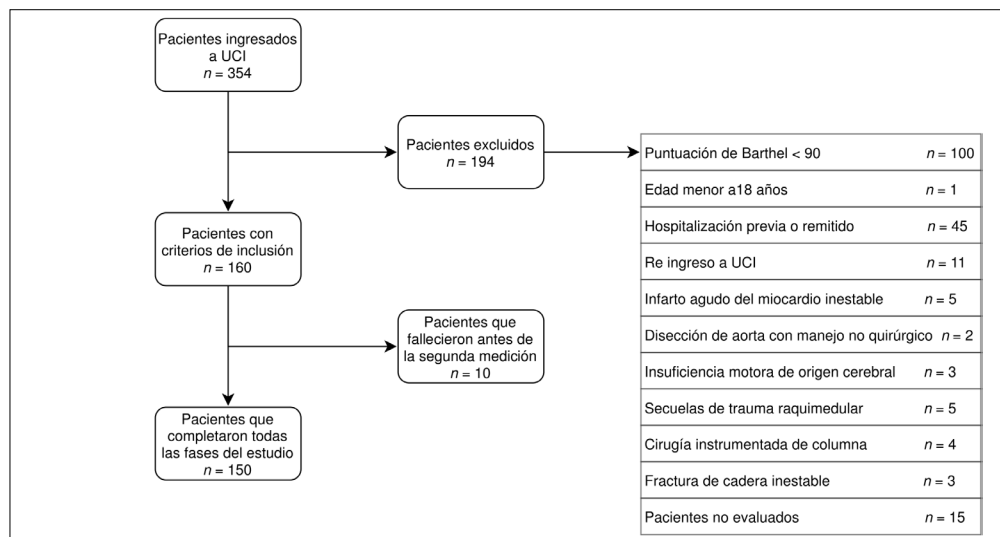 Pacientes ingresados
a UCI
n = 354
Pacientes excluidos
n = 194
Puntuación de Barthel < 90 n = 100
Edad menor a18 años n = 1
Hospitalización previa o remitido n = 45
Re ingreso a UCI n = 11
Infarto agudo del miocardio inestable n = 5
Disección de aorta con manejo no quirúrgico n = 2
Insuficiencia motora de origen cerebral n = 3
Secuelas de trauma raquimedular n = 5
Cirugía instrumentada de columna n = 4
Fractura de cadera inestable n = 3
Pacientes no evaluados n = 15
Pacientes con
criterios de inclusión
n = 160
Pacientes que
fallecieron antes de
la segunda medición
n = 10
Pacientes que
completaron todas
las fases del estudio
n = 150